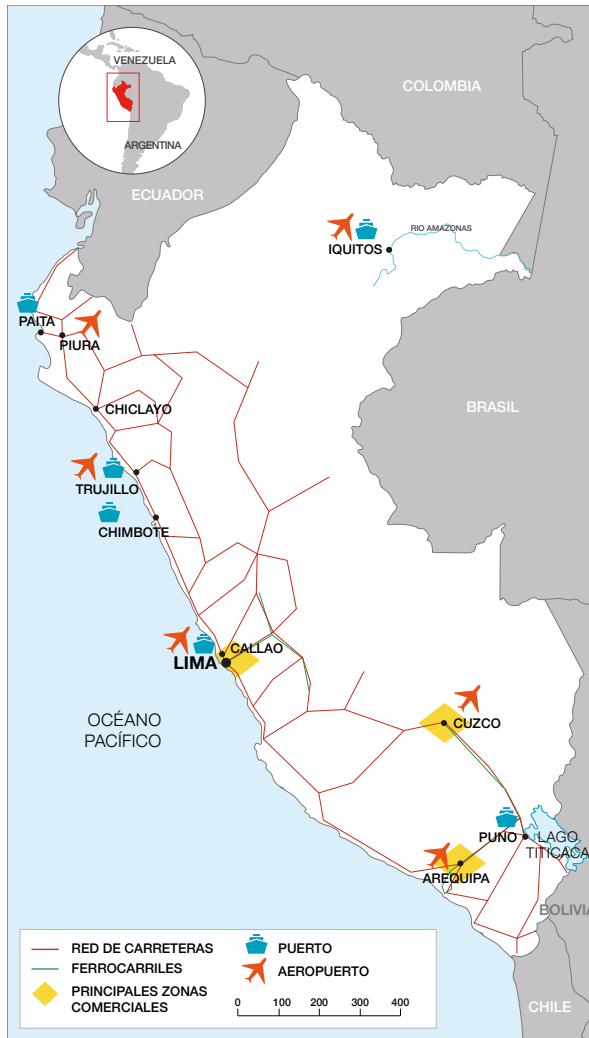 VENEZUELA
ARGENTINA
COLOMBIA
ECUADOR
RIO AMAZONAS
IQUITOS
PAITA
PIURA
BRASIL
CHICLAYO
TRUJILLO
CHIMBOTE
CALLAO
LIMA
OCÉANO
PACÍFICO
CUZCO
PUNO
LAGO
TITICACA
AREQUIPA
BOLIVIA
RED DE CARRETERAS
FERROCARRILES
PRINCIPALES ZONAS
COMERCIALES
PUERTO
AEROPUERTO
0 100 200 300 400
CHILE